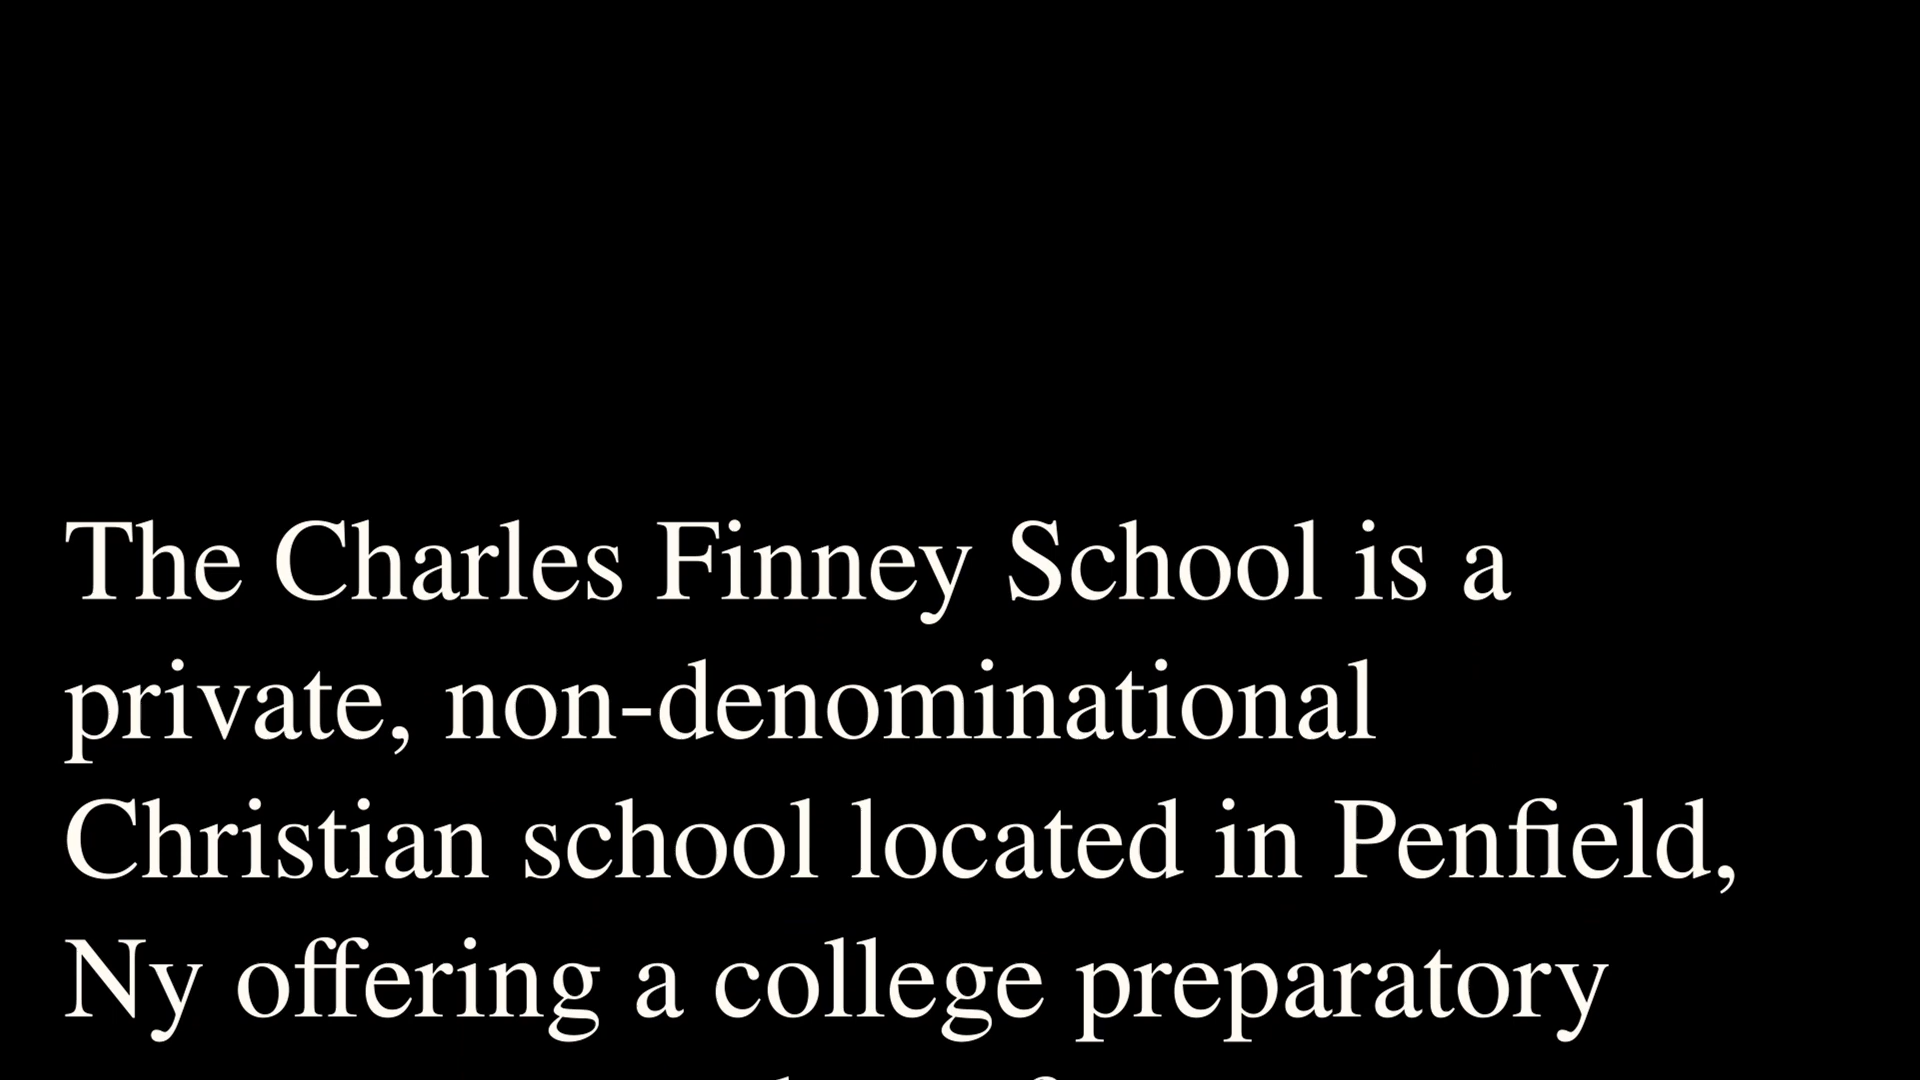 The Charles Finney School is a
private, non-denominational
Christian school located in Penfield,
Ny offering a college preparatory